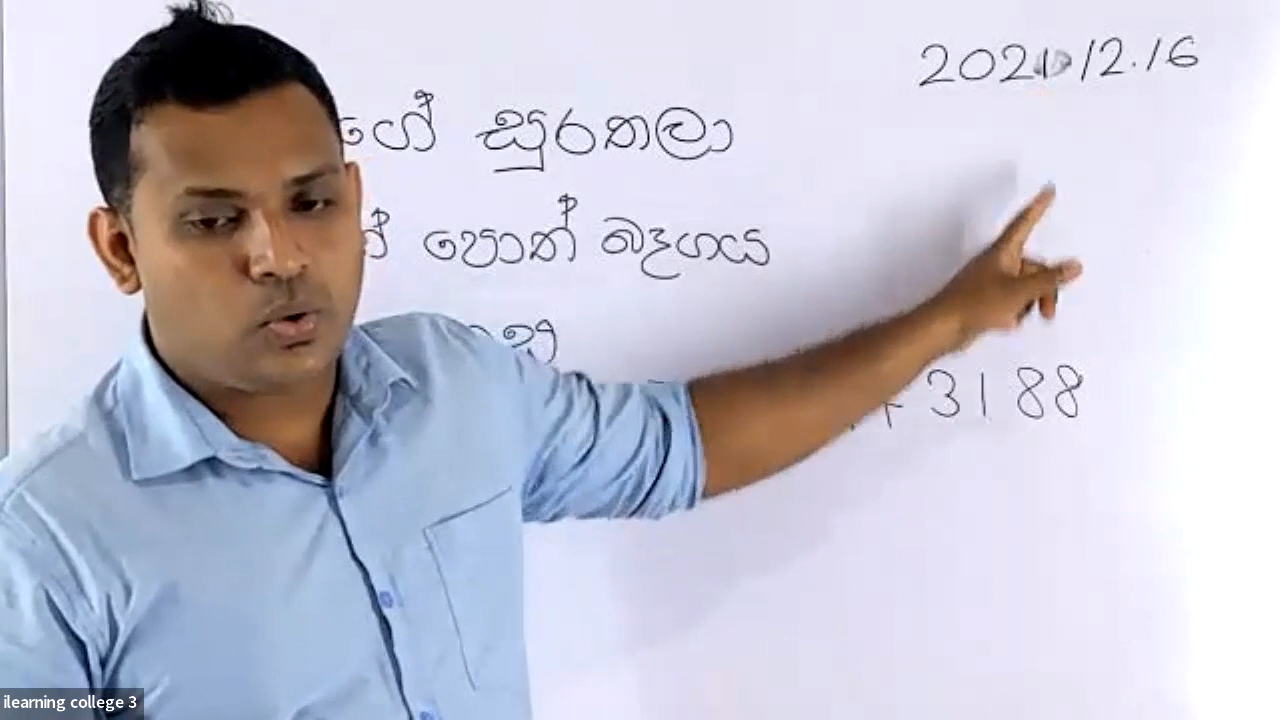 2021/12.16
ගේ සුරතලා
පොත් බෑගය
3188
ilearning college 3